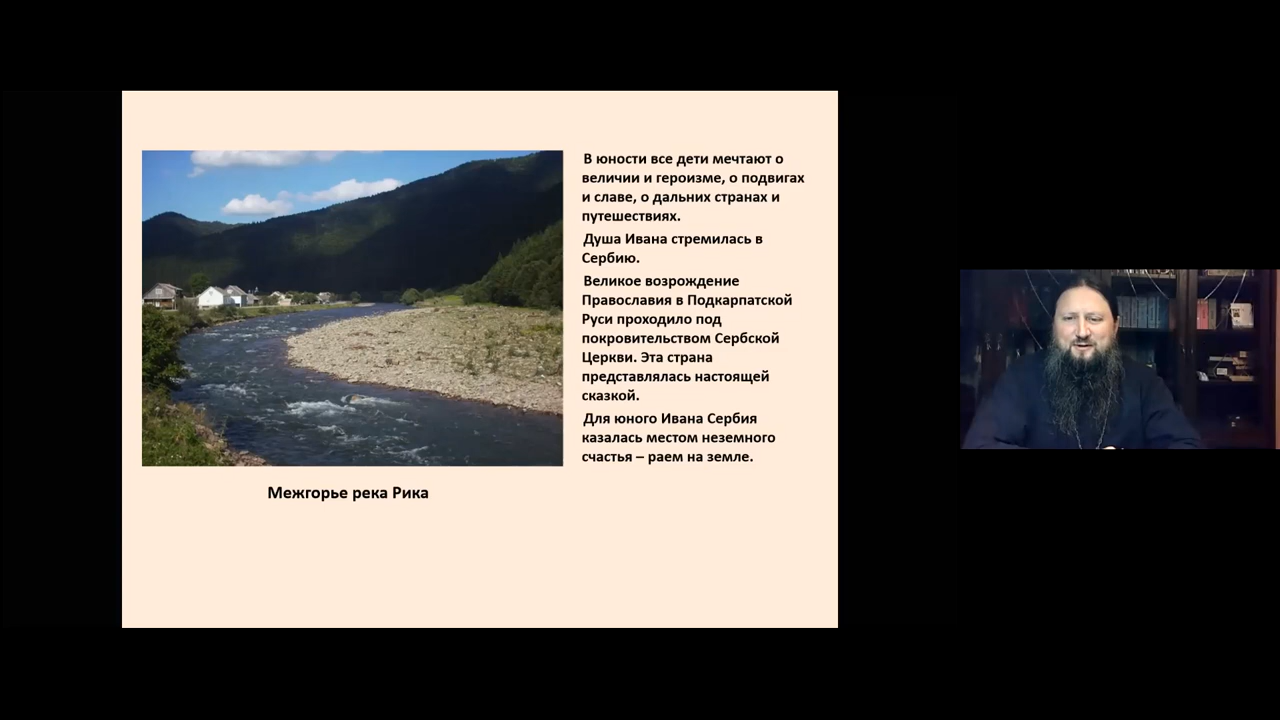 В юности все дети мечтают о
величии и героизме, о подвигах
и славе, о дальних странах и
путешествиях.
Душа Ивана стремилась в
Сербию.
Великое возрождение
Православия в Подкарпатской
Руси проходило под
покровительством Сербской
Церкви. Эта страна
представлялась настоящей
сказкой.
Для юного Ивана Сербия
казалась местом неземного
счастья – раем на земле.
Межгорье река Рика